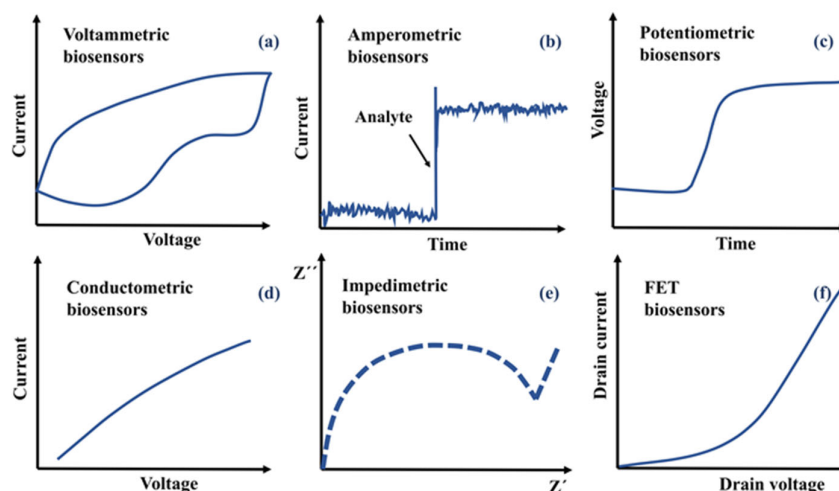 Voltammetric
biosensors
(a)
Current
Voltage
Amperometric
biosensors
(b)
Analyte
Current
Time
Potentiometric
biosensors
(c)
Voltage
Time
Conductometric
biosensors
(d)
Current
Voltage
Z´´
Impedimetric
biosensors
(e)
Z´
FET
biosensors
(f)
Drain current
Drain voltage